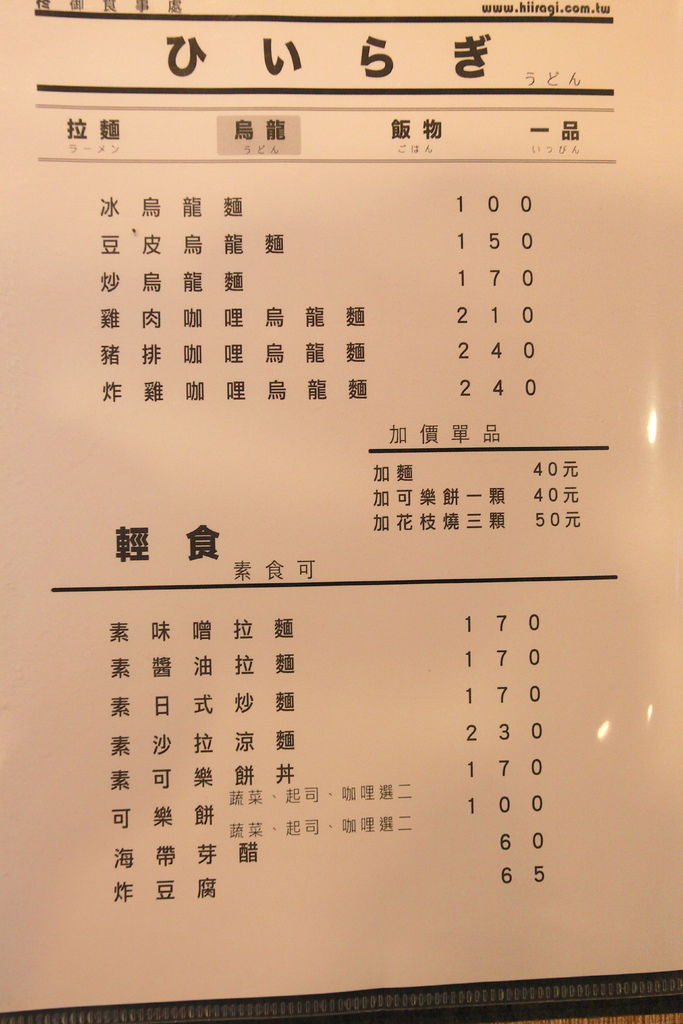 柊御食事處 www.hiiragi.com.tw
ひいらぎ うどん
拉麵 烏龍 飯物 一品
ラーメン うどん ごはん いっぴん
冰烏龍麵 100
豆皮烏龍麵 150
炒烏龍麵 170
雞肉咖哩烏龍麵 210
豬排咖哩烏龍麵 240
炸雞咖哩烏龍麵 240
加價單品
加麵 40元
加可樂餅一顆 40元
加花枝燒三顆 50元
輕食 素食可
素味噌拉麵 170
素醬油拉麵 170
素日式炒麵 170
素沙拉涼麵 230
素可樂餅丼 170
蔬菜、起司、咖哩選二
可樂餅 100
蔬菜、起司、咖哩選二
海帶芽醋 60
炸豆腐 65